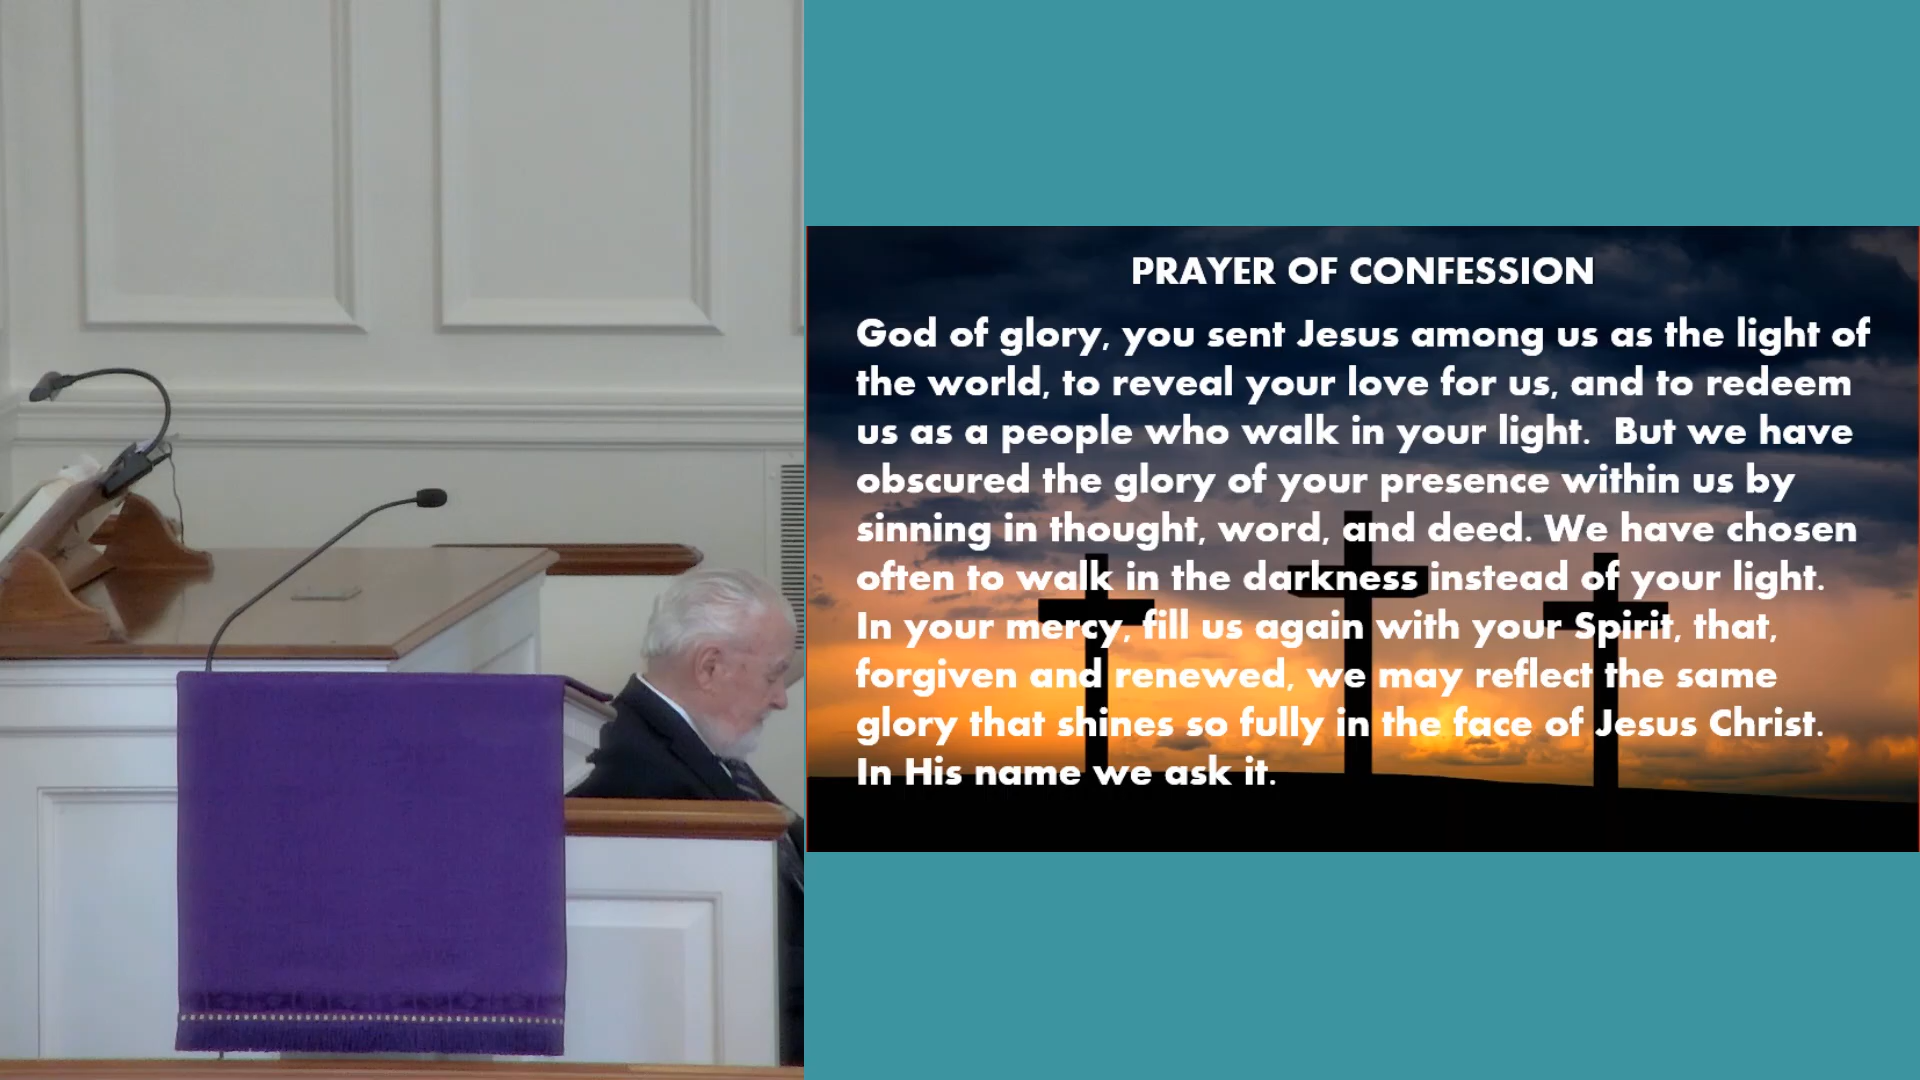 PRAYER OF CONFESSION
God of glory, you sent Jesus among us as the light of
the world, to reveal your love for us, and to redeem
us as a people who walk in your light.  But we have
obscured the glory of your presence within us by
sinning in thought, word, and deed. We have chosen
often to walk in the darkness instead of your light.
In your mercy, fill us again with your Spirit, that,
forgiven and renewed, we may reflect the same
glory that shines so fully in the face of Jesus Christ.
In His name we ask it.